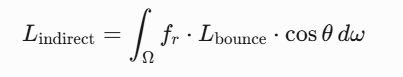 L_indirect = ∫_Ω f_r · L_bounce · cos θ dω